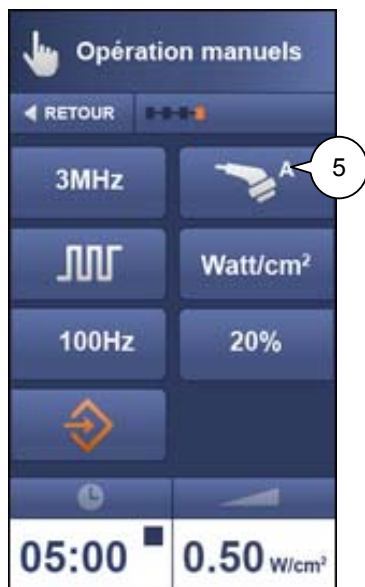 Opération manuels
RETOUR
3MHz
A
5
Watt/cm²
100Hz
20%
05:00
0.50 W/cm²